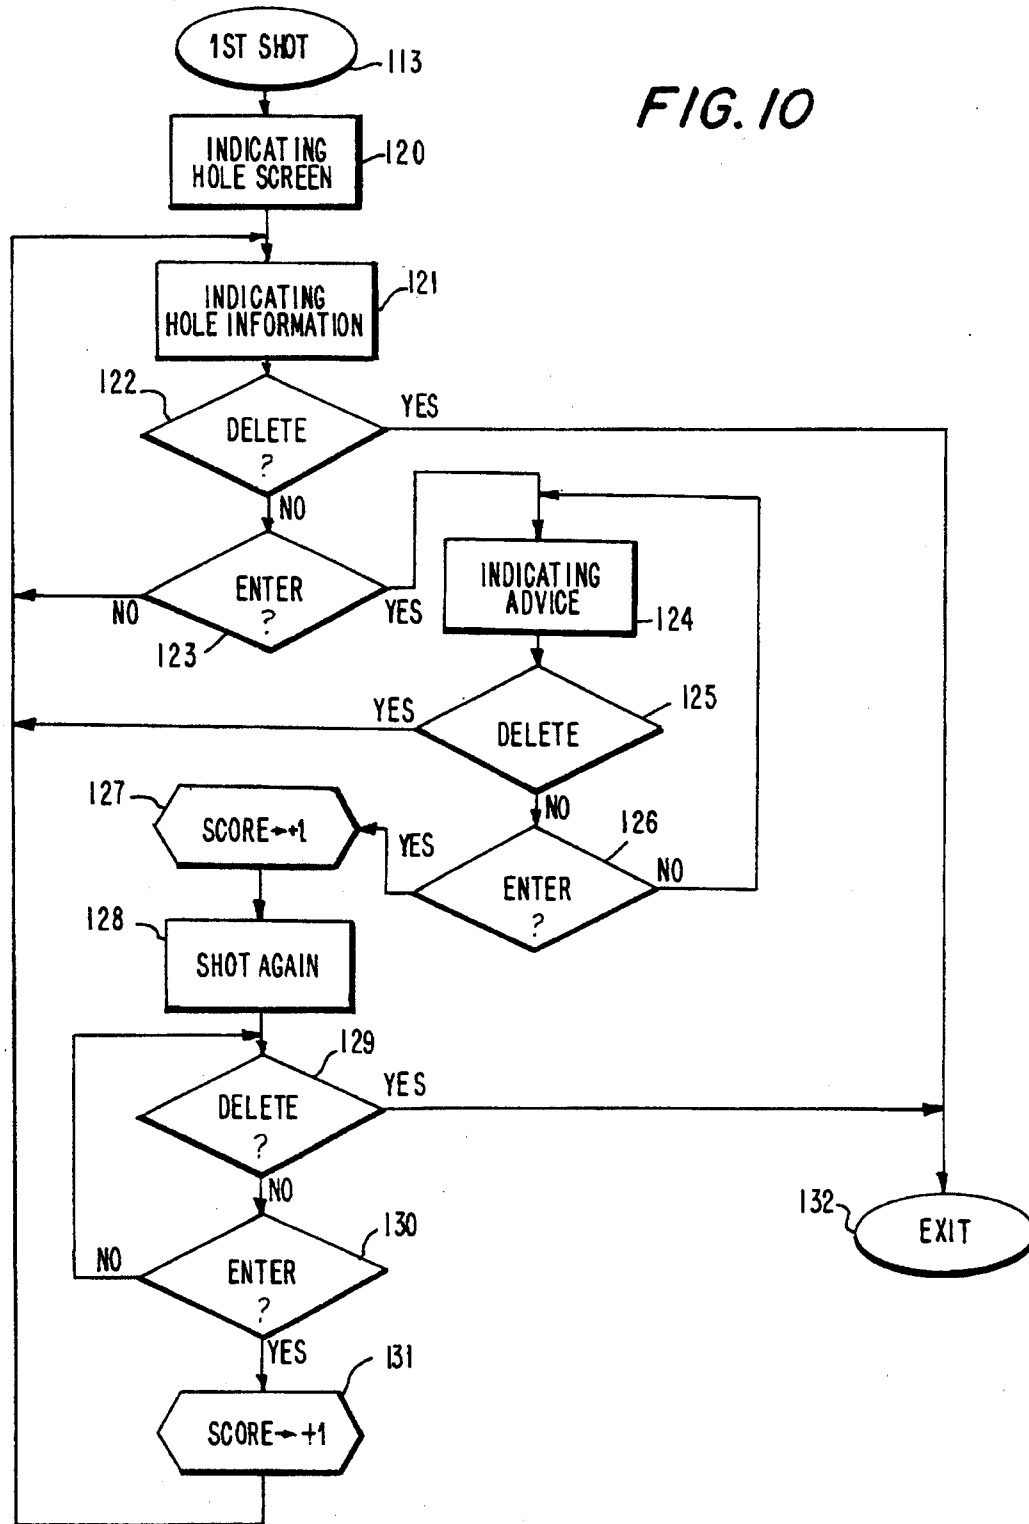 1ST SHOT
113
FIG. 10
INDICATING
HOLE SCREEN
120
INDICATING
HOLE INFORMATION
121
122
DELETE
?
YES
NO
ENTER
?
NO
YES
123
INDICATING
ADVICE
124
YES
DELETE
125
NO
127
SCORE→+1
YES
ENTER
?
126
NO
128
SHOT AGAIN
129
DELETE
?
YES
NO
130
NO
ENTER
?
YES
132
EXIT
131
SCORE→+1